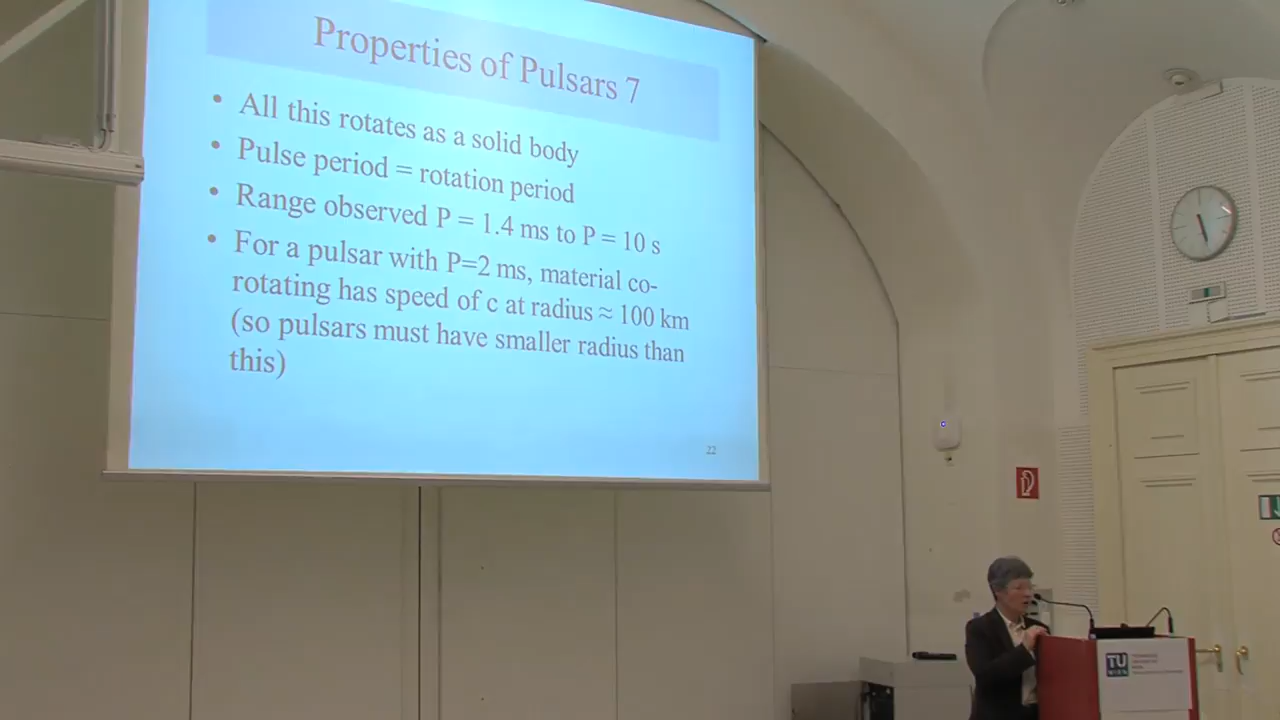 Properties of Pulsars 7
• All this rotates as a solid body
• Pulse period = rotation period
• Range observed P = 1.4 ms to P = 10 s
• For a pulsar with P=2 ms, material co-
rotating has speed of c at radius ≈ 100 km
(so pulsars must have smaller radius than
this)
22
TU
WIEN